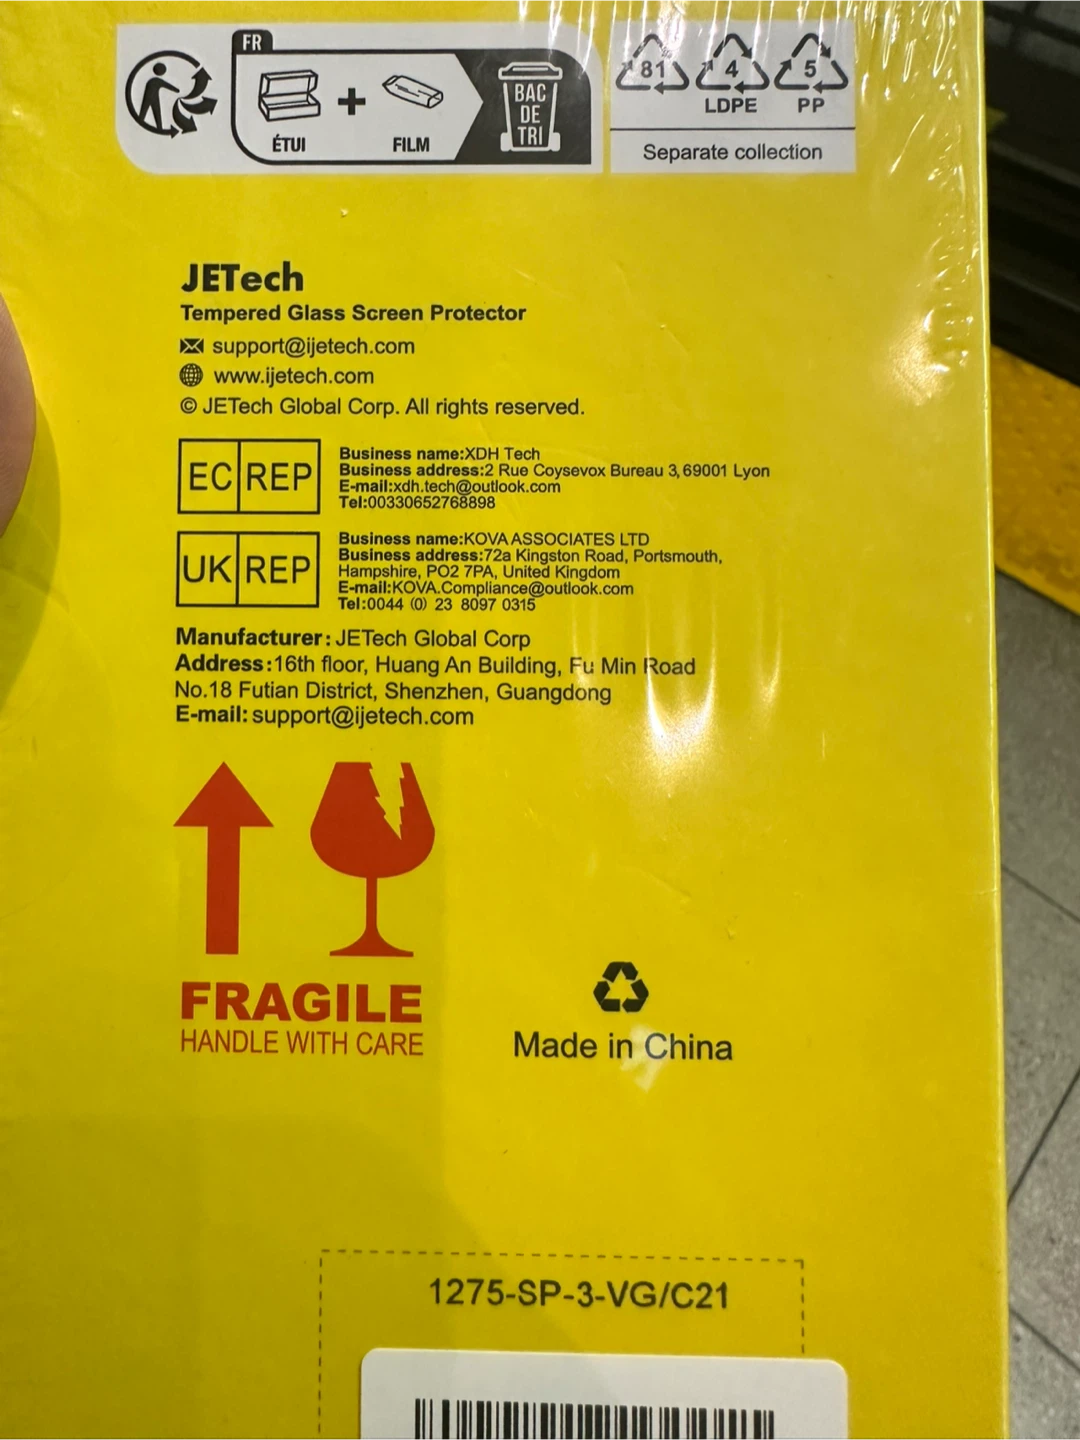 FR
ÉTUI
FILM
BAC
DE
TRI
81
4
5
LDPE
PP
Separate collection
JETech
Tempered Glass Screen Protector
support@ijetech.com
www.ijetech.com
© JETech Global Corp. All rights reserved.
EC REP
Business name:XDH Tech
Business address:2 Rue Coysevox Bureau 3, 69001 Lyon
E-mail:xdh.tech@outlook.com
Tel:00330652768898
UK REP
Business name:KOVA ASSOCIATES LTD
Business address:72a Kingston Road, Portsmouth,
Hampshire, PO2 7PA, United Kingdom
E-mail:KOVA.Compliance@outlook.com
Tel:0044 (0) 23 8097 0315
Manufacturer: JETech Global Corp
Address:16th floor, Huang An Building, Fu Min Road
No.18 Futian District, Shenzhen, Guangdong
E-mail: support@ijetech.com
FRAGILE
HANDLE WITH CARE
Made in China
1275-SP-3-VG/C21